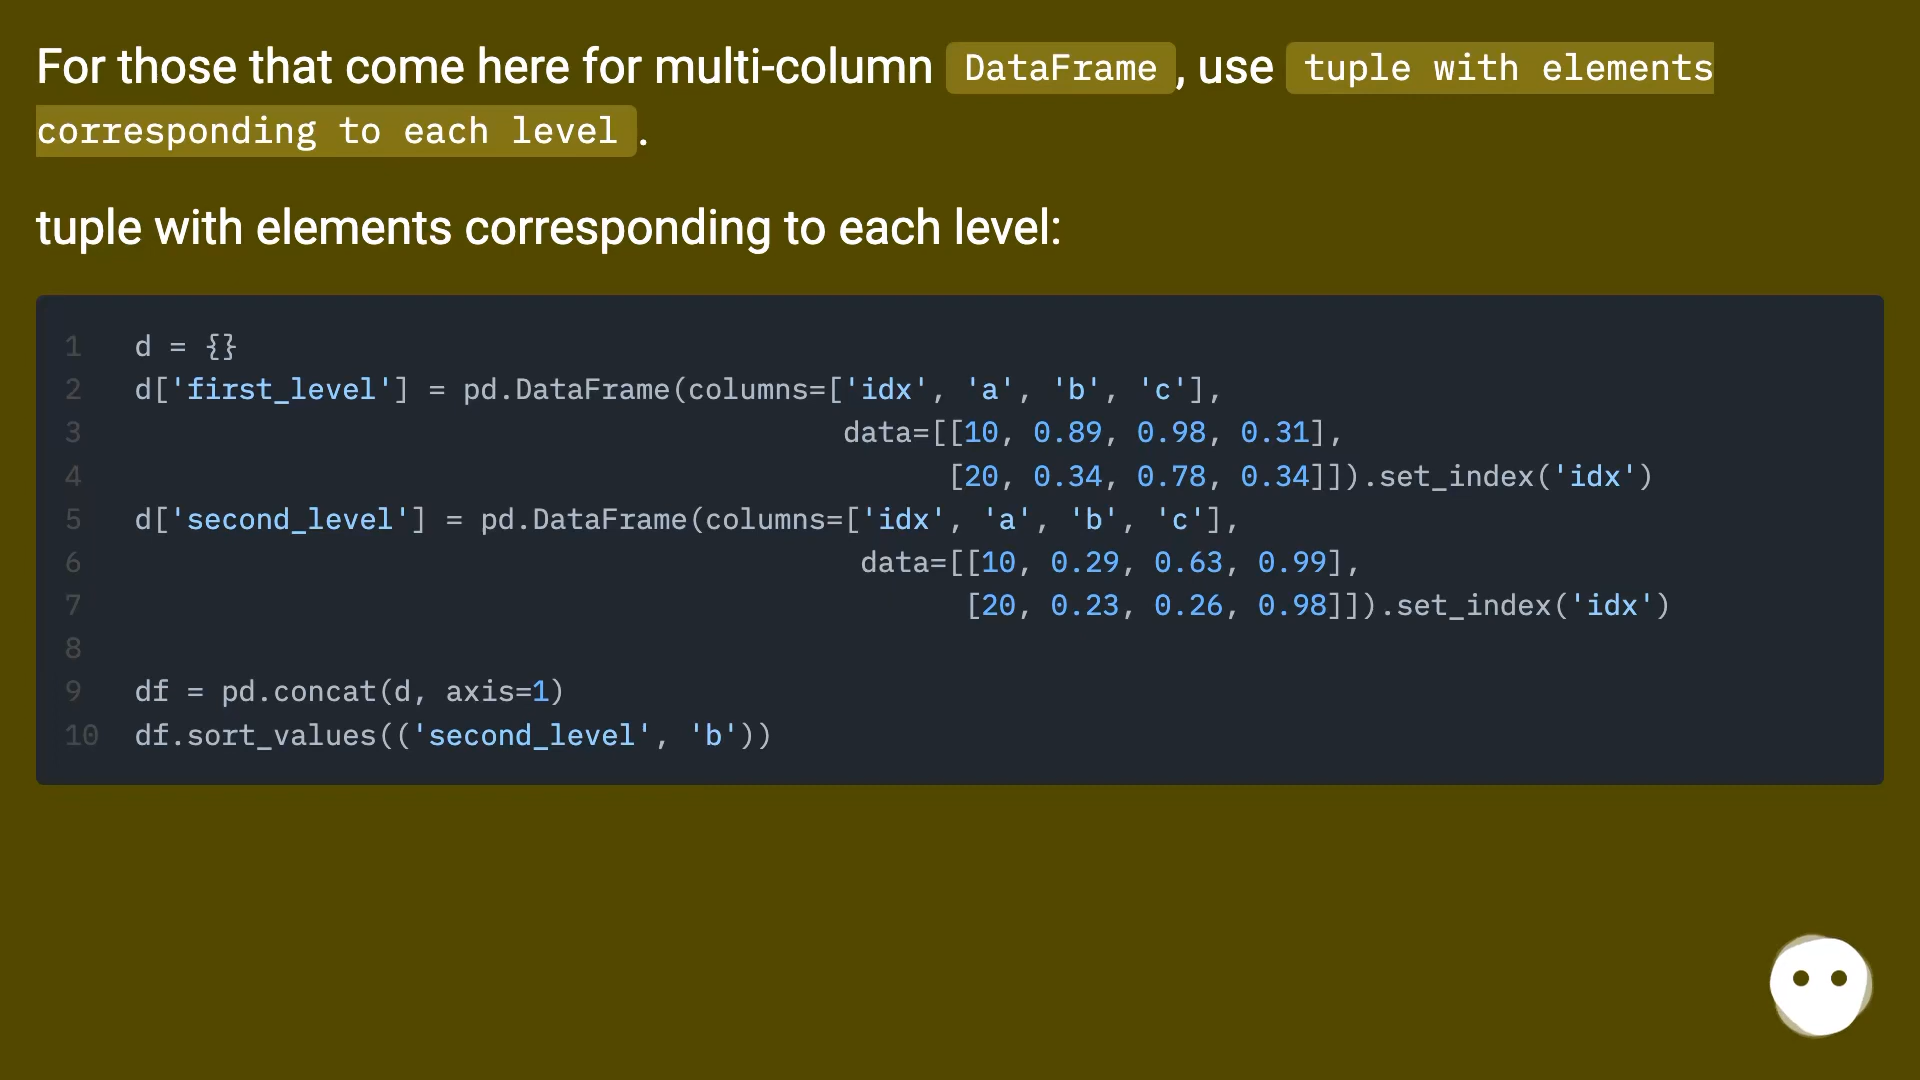 For those that come here for multi-column DataFrame, use tuple with elements
corresponding to each level.
tuple with elements corresponding to each level:
1 d = {}
2 d['first_level'] = pd.DataFrame(columns=['idx', 'a', 'b', 'c'],
3 data=[[10, 0.89, 0.98, 0.31],
4 [20, 0.34, 0.78, 0.34]]).set_index('idx')
5 d['second_level'] = pd.DataFrame(columns=['idx', 'a', 'b', 'c'],
6 data=[[10, 0.29, 0.63, 0.99],
7 [20, 0.23, 0.26, 0.98]]).set_index('idx')
8
9 df = pd.concat(d, axis=1)
10 df.sort_values(('second_level', 'b'))